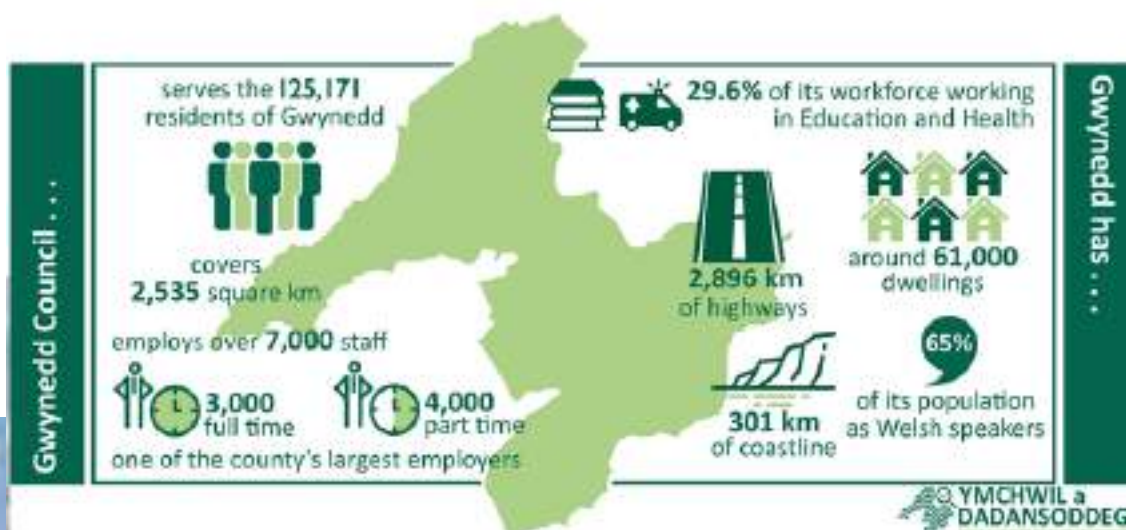 Gwynedd Council . . .
serves the 125,171
residents of Gwynedd
covers
2,535 square km
employs over 7,000 staff
3,000
full time
4,000
part time
one of the county's largest employers
Gwynedd has . . .
29.6% of its workforce working
in Education and Health
2,896 km
of highways
around 61,000
dwellings
301 km
of coastline
65%
of its population
as Welsh speakers
YMCHWIL a
DADANSODDEG